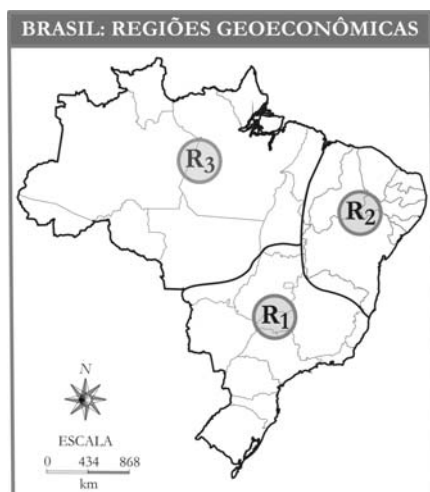 BRASIL: REGIÕES GEOECONÔMICAS
R3
R2
R1
N
ESCALA
0 434 868
km